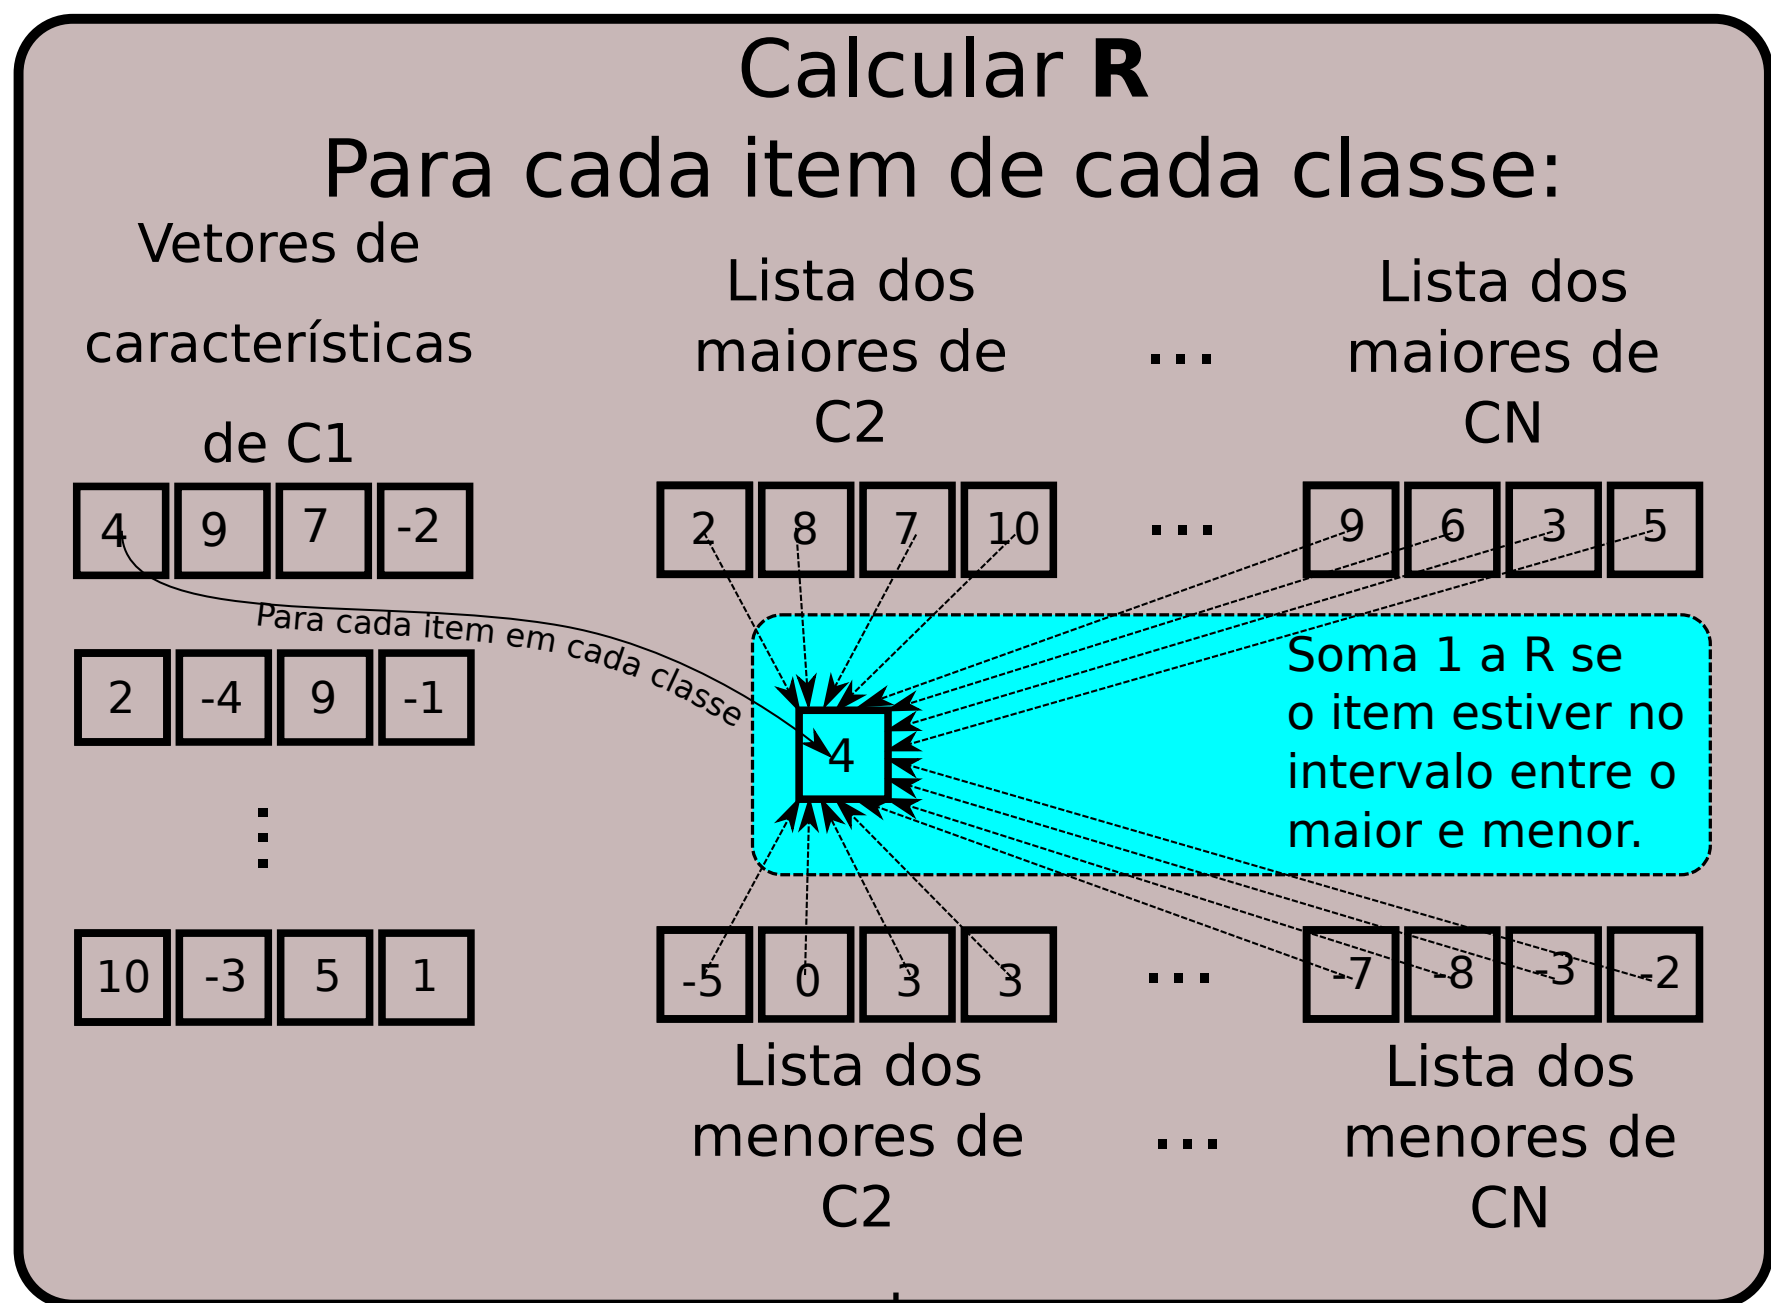 Calcular R
Para cada item de cada classe:
Vetores de
características
de C1
Lista dos
maiores de
C2
...
Lista dos
maiores de
CN
4 9 7 -2
2 8 7 10
...
9 6 3 5
Para cada item em cada classe
2 -4 9 -1
4
Soma 1 a R se
o item estiver no
intervalo entre o
maior e menor.
...
10 -3 5 1
-5 0 3 3
...
-7 -8 -3 -2
Lista dos
menores de
C2
...
Lista dos
menores de
CN